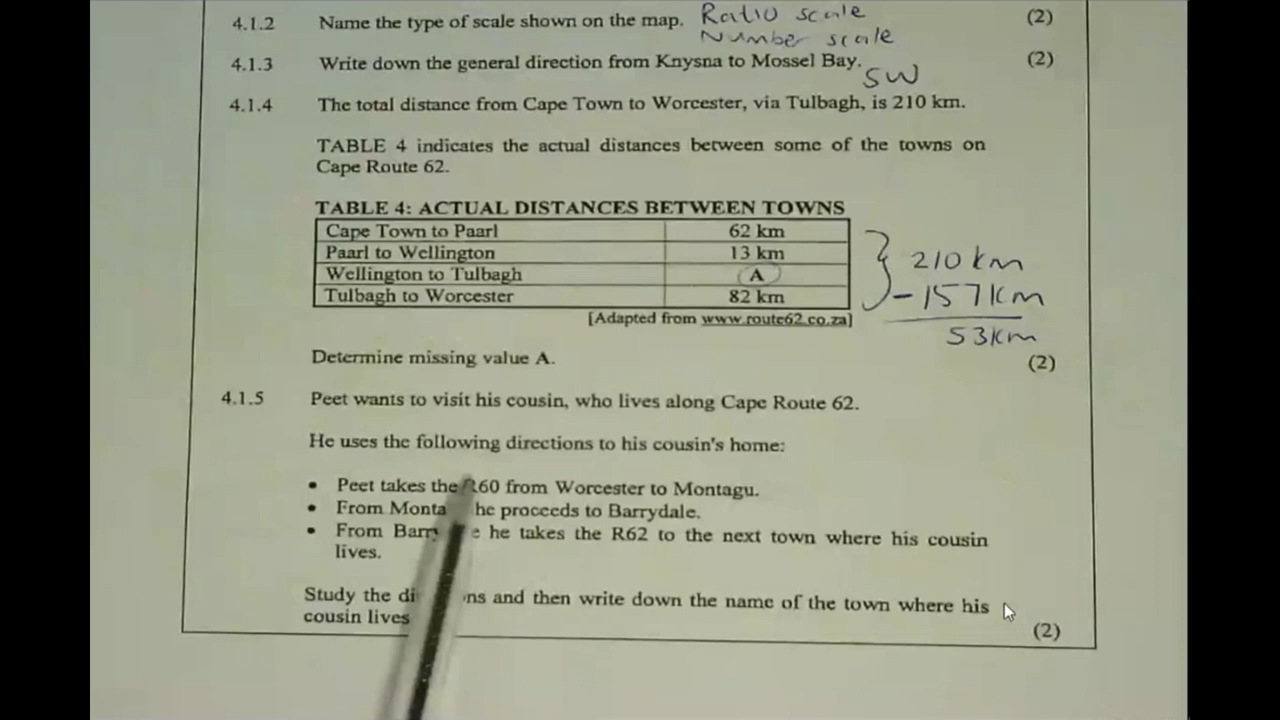 4.1.2 Name the type of scale shown on the map. Ratio scale (2)
Number scale
4.1.3 Write down the general direction from Knysna to Mossel Bay. (2)
SW
4.1.4 The total distance from Cape Town to Worcester, via Tulbagh, is 210 km.
TABLE 4 indicates the actual distances between some of the towns on
Cape Route 62.
TABLE 4: ACTUAL DISTANCES BETWEEN TOWNS
Cape Town to Paarl 62 km
Paarl to Wellington 13 km
Wellington to Tulbagh A
Tulbagh to Worcester 82 km
210 km
- 157 km
53 km
[Adapted from www.route62.co.za]
Determine missing value A. (2)
4.1.5 Peet wants to visit his cousin, who lives along Cape Route 62.
He uses the following directions to his cousin's home:
• Peet takes the R60 from Worcester to Montagu.
• From he proceeds to Barrydale.
• From he takes the R62 to the next town where his cousin
lives.
Study the and then write down the name of the town where his
cousin lives
(2)